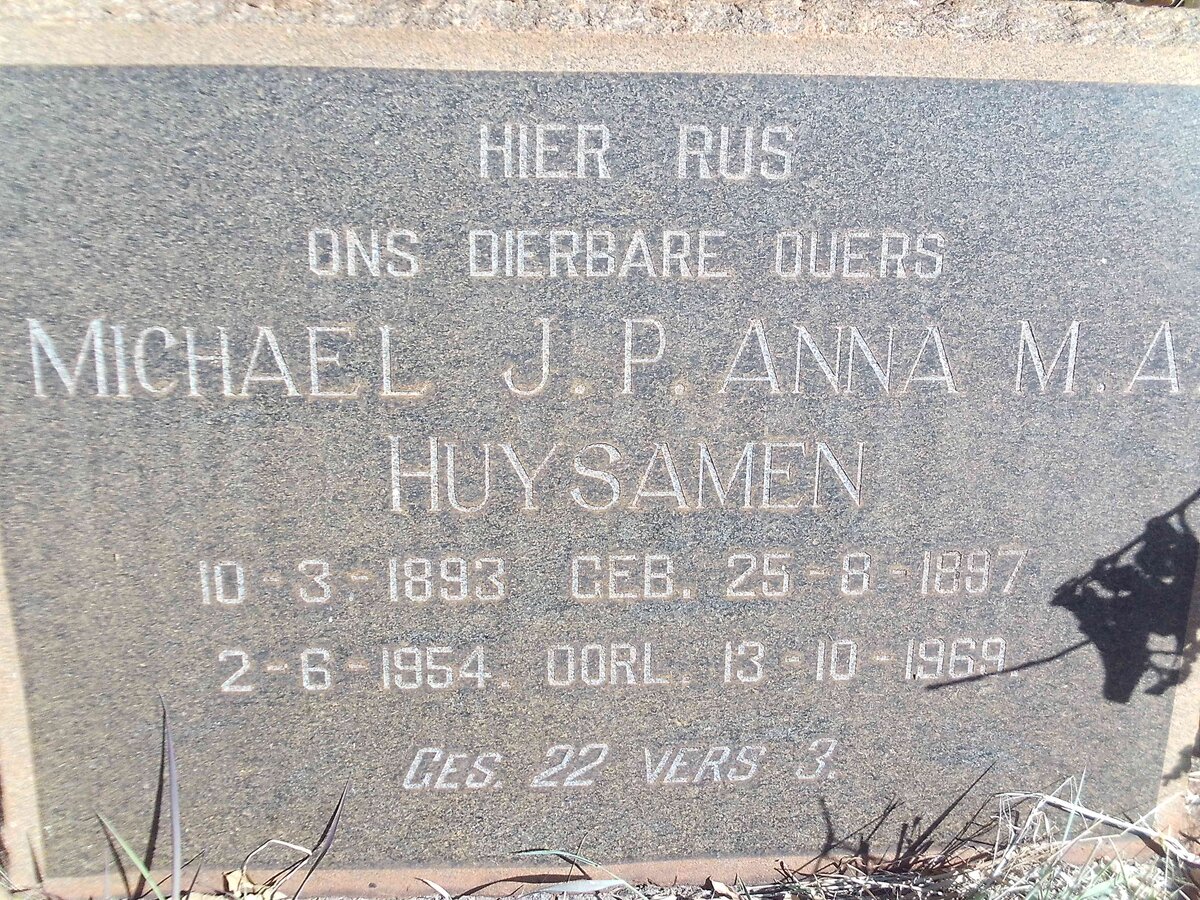 HIER RUS
ONS DIERBARE OUERS
MICHAEL J. P. ANNA M. A
HUYSAMEN
10-3-1893 GEB. 25-8-1897
2-6-1954. OORL. 13-10-1969.
GES. 22 VERS 3.